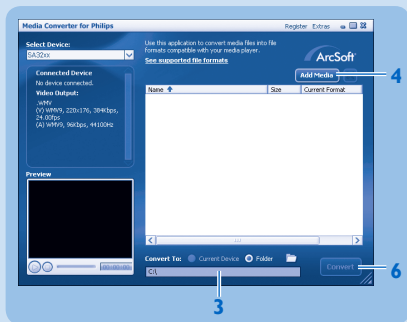 Media Converter for Philips
Register Extras
Select Device:
SA32xx
Connected Device
No device connected.
Video Output:
.WMV
(V) WMV9, 220x176, 384Kbps,
24.00fps
(A) WMV9, 96Kbps, 44100Hz
Preview
00:00:00
Use this application to convert media files into file
formats compatible with your media player.
See supported file formats
ArcSoft
Add Media
4
Name Size Current Format
Convert To: Current Device Folder
C:\
Convert
6
3